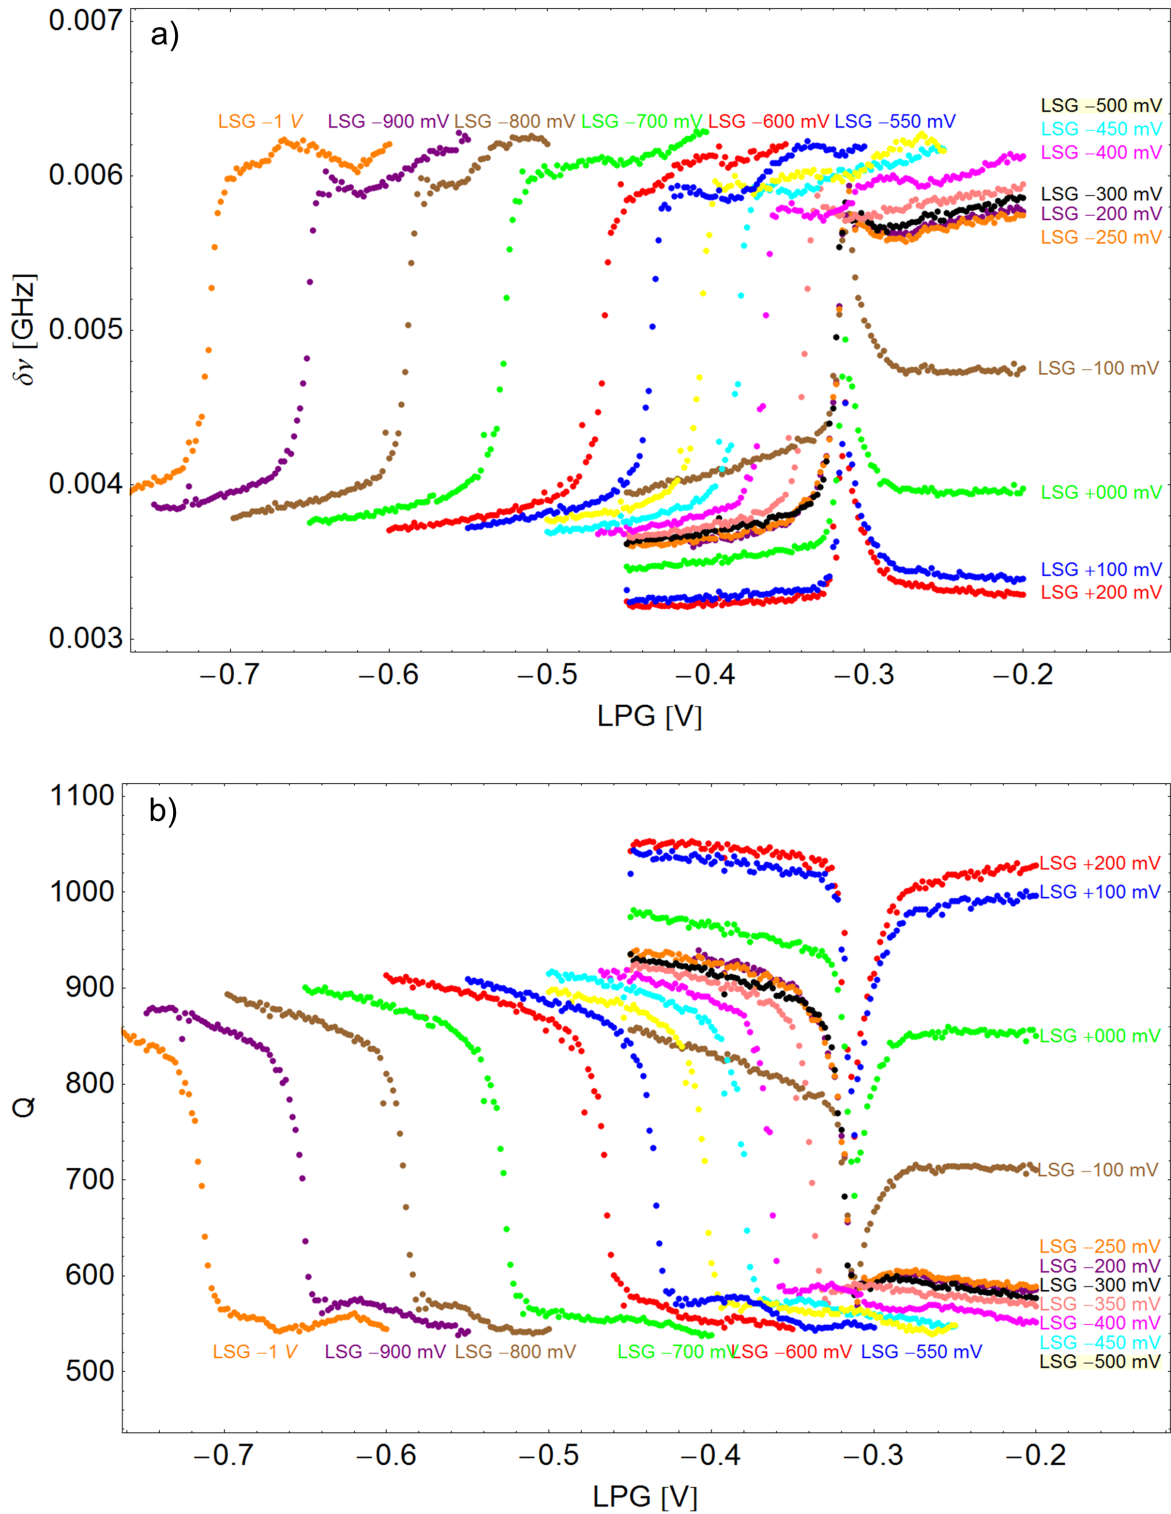 a)
0.007
0.006
0.005
0.004
0.003
δν [GHz]
LSG −1 V
LSG −900 mV
LSG −800 mV
LSG −700 mV
LSG −600 mV
LSG −550 mV
LSG −500 mV
LSG −450 mV
LSG −400 mV
LSG −300 mV
LSG −200 mV
LSG −250 mV
LSG −100 mV
LSG +000 mV
LSG +100 mV
LSG +200 mV
−0.7 −0.6 −0.5 −0.4 −0.3 −0.2
LPG [V]
b)
1100
1000
900
800
700
600
500
Q
LSG +200 mV
LSG +100 mV
LSG +000 mV
LSG −100 mV
LSG −250 mV
LSG −200 mV
LSG −300 mV
LSG −350 mV
LSG −400 mV
LSG −450 mV
LSG −500 mV
LSG −1 V
LSG −900 mV
LSG −800 mV
LSG −700 mV
LSG −600 mV
LSG −550 mV
−0.7 −0.6 −0.5 −0.4 −0.3 −0.2
LPG [V]